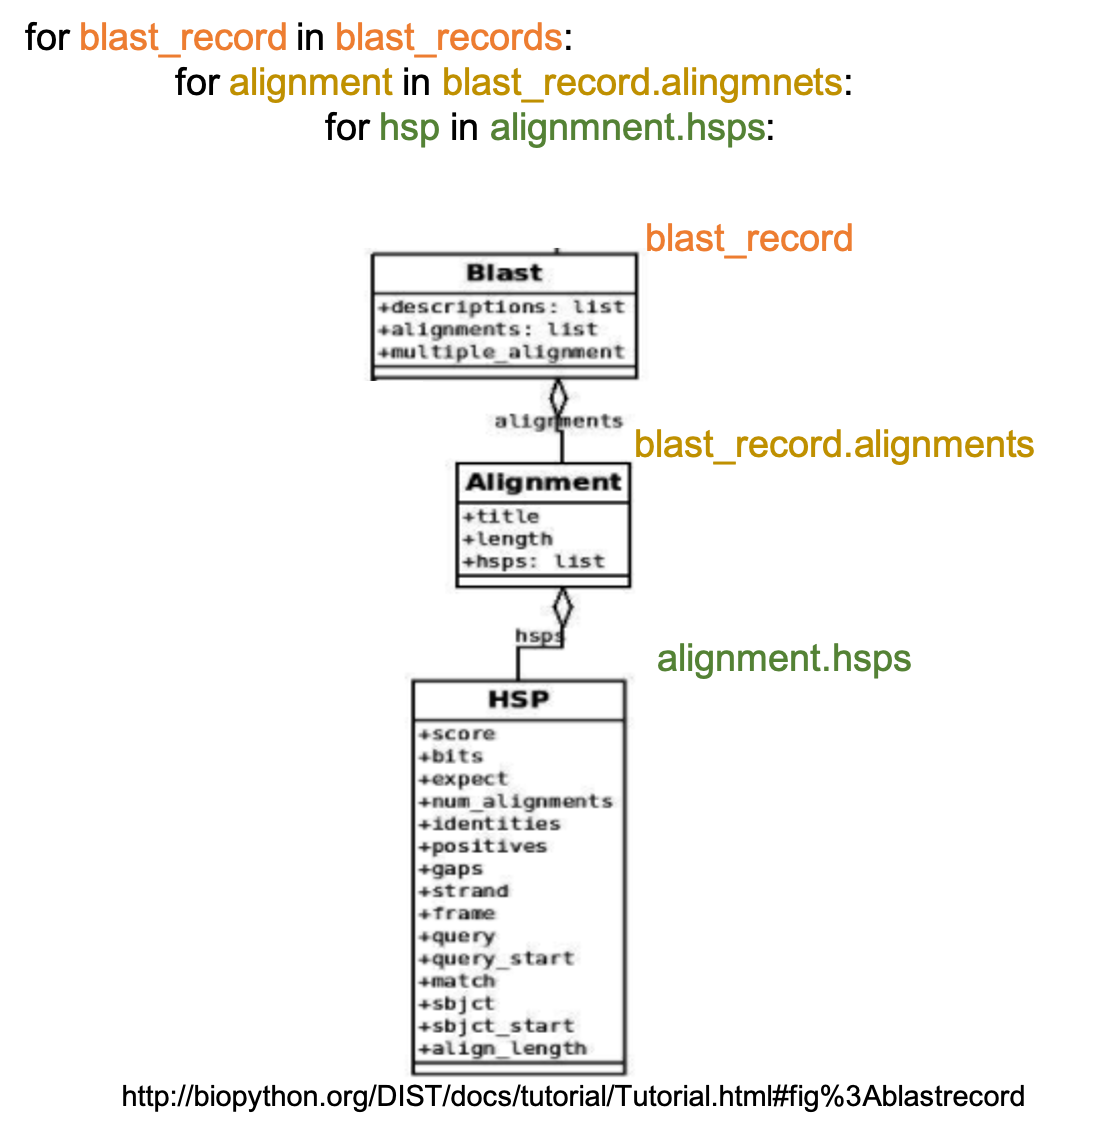 for blast_record in blast_records:
for alignment in blast_record.alingmnets:
for hsp in alignmnent.hsps:
blast_record
Blast
+descriptions: list
+alignments: list
+multiple_alignment
alignments
blast_record.alignments
Alignment
+title
+length
+hsps: list
hsps
alignment.hsps
HSP
+score
+bits
+expect
+num_alignments
+identities
+positives
+gaps
+strand
+frame
+query
+query_start
+match
+sbjct
+sbjct_start
+align_length
http://biopython.org/DIST/docs/tutorial/Tutorial.html#fig%3Ablastrecord